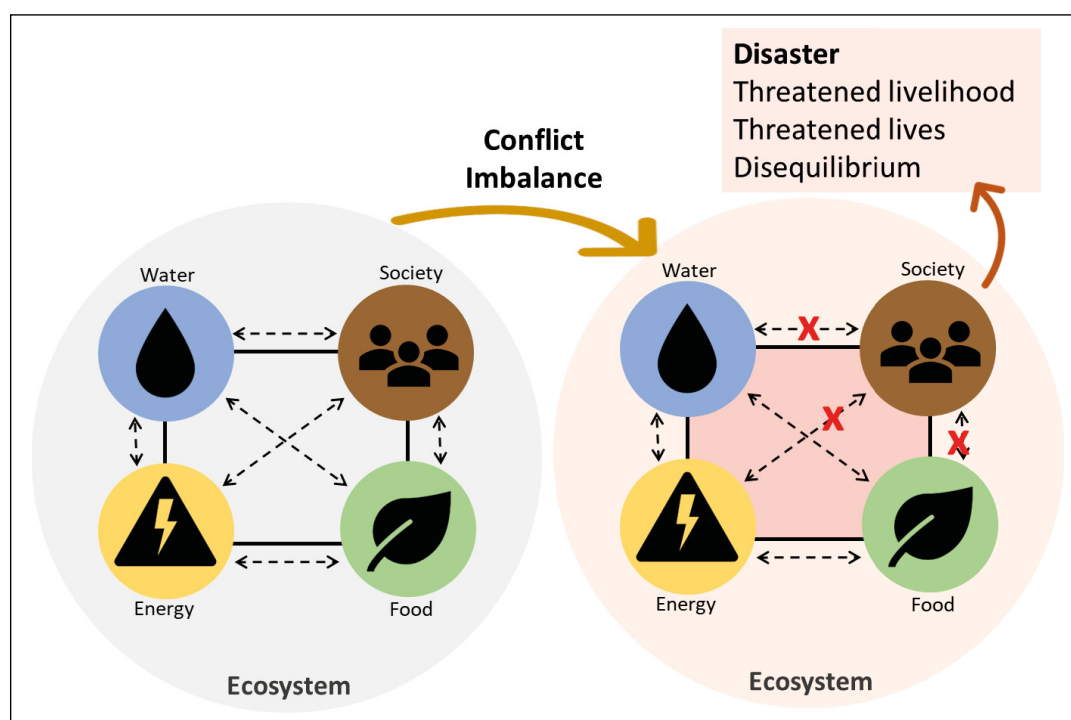 Disaster
Threatened livelihood
Threatened lives
Disequilibrium
Conflict
Imbalance
Water
Society
Energy
Food
Ecosystem
Water
Society
X
X
X
Energy
Food
Ecosystem